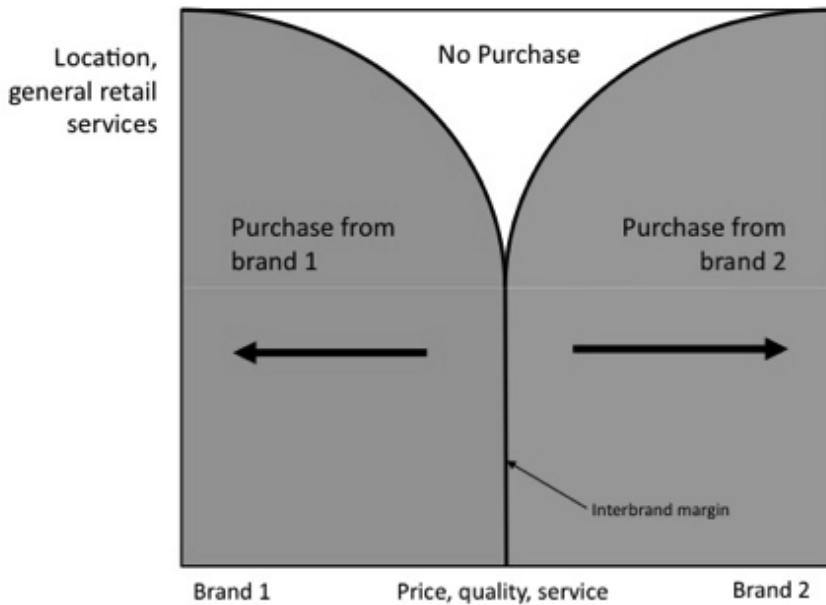 Location,
general retail
services
No Purchase
Purchase from
brand 1
Purchase from
brand 2
Interbrand margin
Brand 1
Price, quality, service
Brand 2